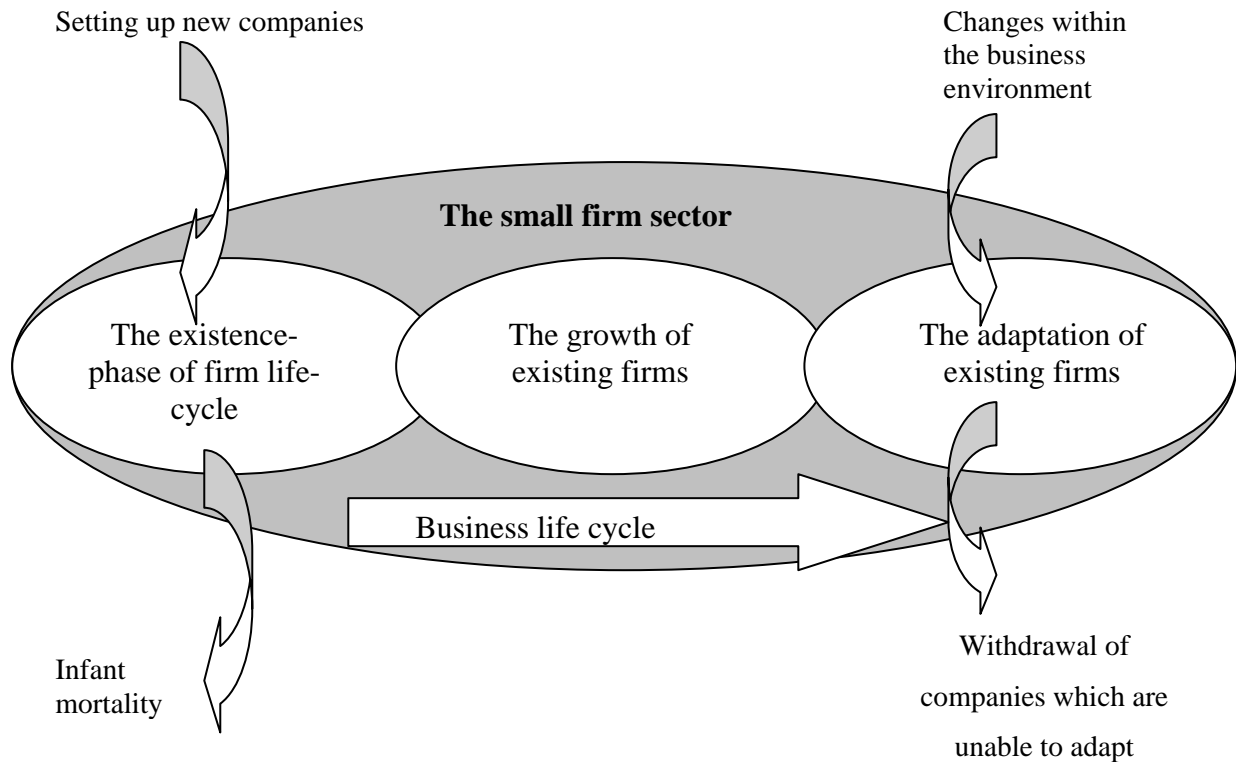 Setting up new companies
Changes within
the business
environment
The small firm sector
The existence-
phase of firm life-
cycle
The growth of
existing firms
The adaptation of
existing firms
Business life cycle
Infant
mortality
Withdrawal of
companies which are
unable to adapt